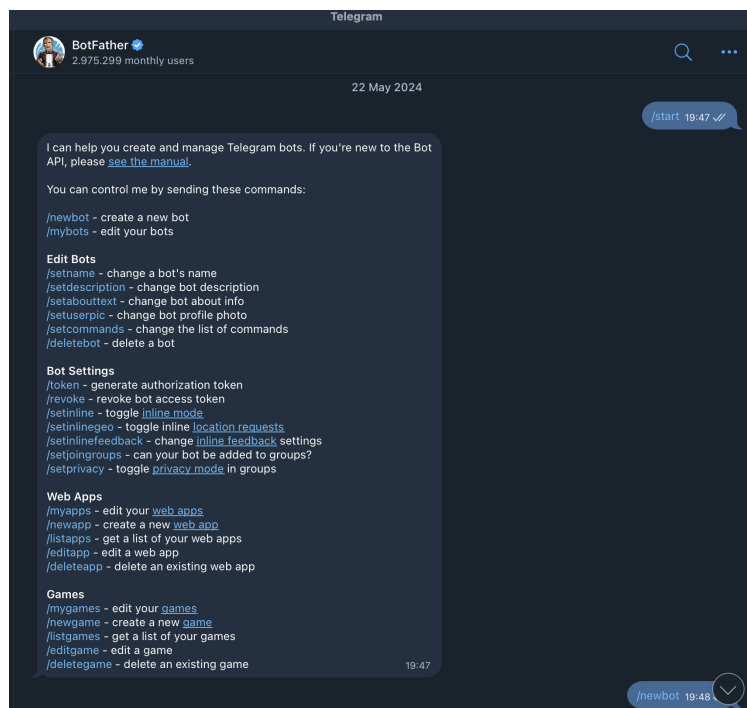 Telegram
BotFather
2.975.299 monthly users
22 May 2024
/start 19:47
I can help you create and manage Telegram bots. If you're new to the Bot
API, please see the manual.
You can control me by sending these commands:
/newbot - create a new bot
/mybots - edit your bots
Edit Bots
/setname - change a bot's name
/setdescription - change bot description
/setabouttext - change bot about info
/setuserpic - change bot profile photo
/setcommands - change the list of commands
/deletebot - delete a bot
Bot Settings
/token - generate authorization token
/revoke - revoke bot access token
/setinline - toggle inline mode
/setinlinegeo - toggle inline location requests
/setinlinefeedback - change inline feedback settings
/setjoingroups - can your bot be added to groups?
/setprivacy - toggle privacy mode in groups
Web Apps
/myapps - edit your web apps
/newapp - create a new web app
/listapps - get a list of your web apps
/editapp - edit a web app
/deleteapp - delete an existing web app
Games
/mygames - edit your games
/newgame - create a new game
/listgames - get a list of your games
/editgame - edit a game
/deletegame - delete an existing game
19:47
/newbot 19:48